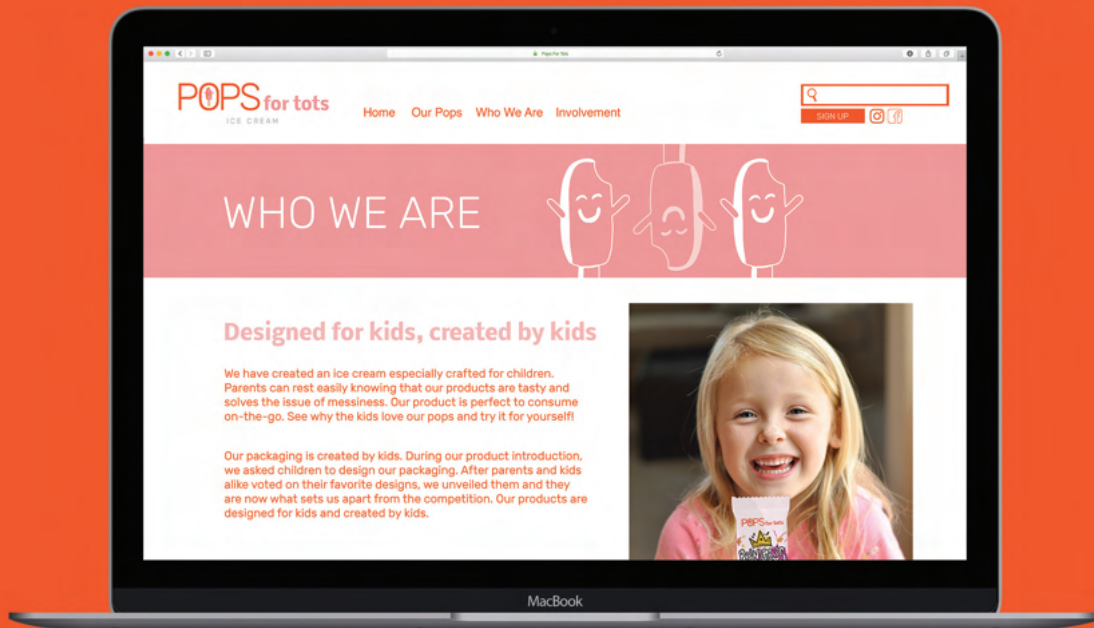 Pops For Tots
POPS for tots
ICE CREAM
Home Our Pops Who We Are Involvement
SIGN UP
WHO WE ARE
Designed for kids, created by kids
We have created an ice cream especially crafted for children.
Parents can rest easily knowing that our products are tasty and
solves the issue of messiness. Our product is perfect to consume
on-the-go. See why the kids love our pops and try it for yourself!
Our packaging is created by kids. During our product introduction,
we asked children to design our packaging. After parents and kids
alike voted on their favorite designs, we unveiled them and they
are now what sets us apart from the competition. Our products are
designed for kids and created by kids.
POPS for tots
MacBook